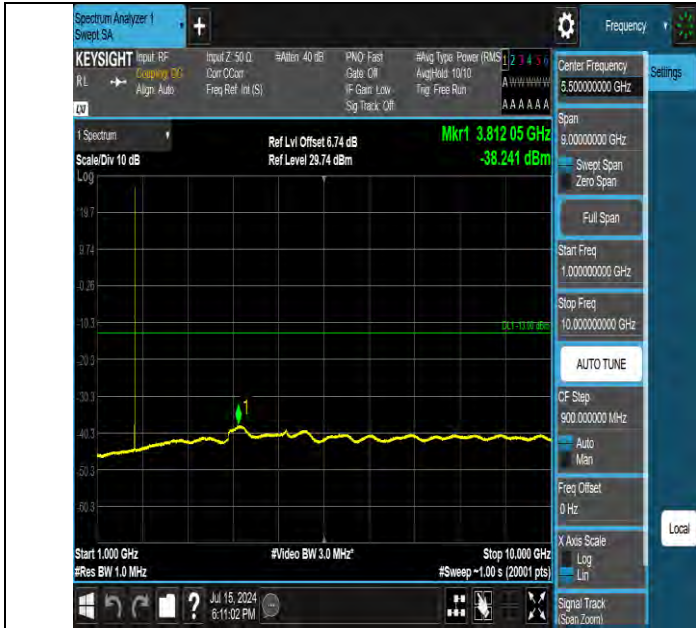 Spectrum Analyzer 1
Swept SA
+
Frequency
KEYSIGHT
RL
Input: RF
Coupling: DC
Align: Auto
Input Z: 50 Ω
Corr CCorr
Freq Ref: Int (S)
#Atten: 40 dB
PNO: Fast
Gate: Off
IF Gain: Low
Sig Track: Off
#Avg Type: Power (RMS
Avg|Hold: 10/10
Trig: Free Run
1 2 3 4 5 6
A W W W W W
A A A A A A
1 Spectrum
Scale/Div 10 dB
Ref Lvl Offset 6.74 dB
Ref Level 29.74 dBm
Mkr1 3.812 05 GHz
-38.241 dBm
Log
19.7
9.74
-0.26
-10.3
DL1 -13.00 dBm
-20.3
-30.3
1
-40.3
-50.3
-60.3
Start 1.000 GHz
#Res BW 1.0 MHz
#Video BW 3.0 MHz*
Stop 10.000 GHz
#Sweep ~1.00 s (20001 pts)
Jul 15, 2024
6:11:02 PM
Center Frequency
5.500000000 GHz
Settings
Span
9.00000000 GHz
Swept Span
Zero Span
Full Span
Start Freq
1.000000000 GHz
Stop Freq
10.000000000 GHz
AUTO TUNE
CF Step
900.000000 MHz
Auto
Man
Freq Offset
0 Hz
X Axis Scale
Log
Lin
Signal Track
(Span Zoom)
Local